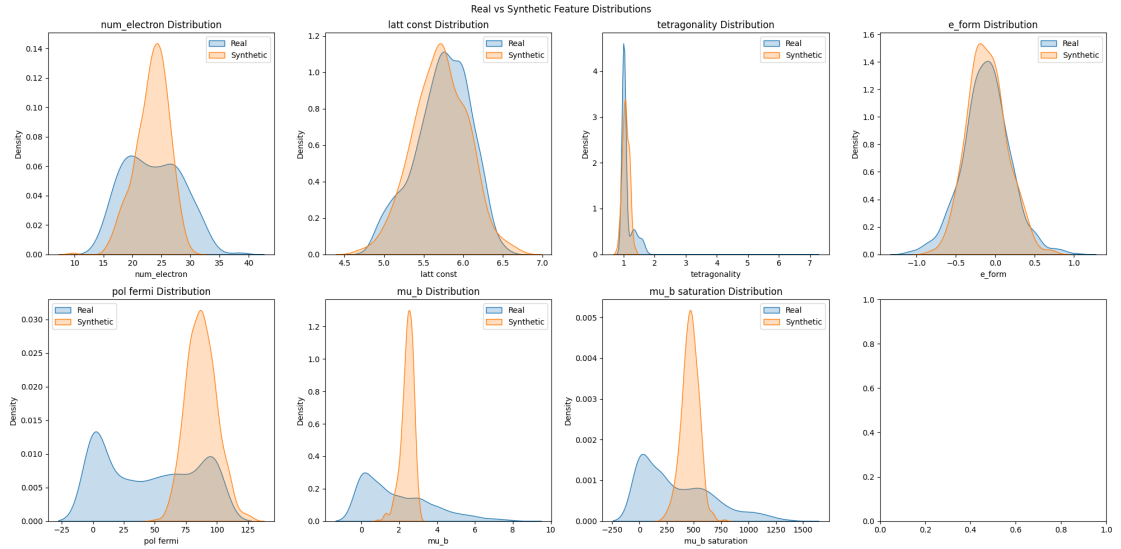 Real vs Synthetic Feature Distributions
num_electron Distribution
Density
0.14
0.12
0.10
0.08
0.06
0.04
0.02
0.00
10 15 20 25 30 35 40
num_electron
Real
Synthetic
latt const Distribution
Density
1.2
1.0
0.8
0.6
0.4
0.2
0.0
4.5 5.0 5.5 6.0 6.5 7.0
latt const
Real
Synthetic
tetragonality Distribution
Density
4
3
2
1
0
1 2 3 4 5 6 7
tetragonality
Real
Synthetic
e_form Distribution
Density
1.6
1.4
1.2
1.0
0.8
0.6
0.4
0.2
0.0
−1.0 −0.5 0.0 0.5 1.0
e_form
Real
Synthetic
pol fermi Distribution
Density
0.030
0.025
0.020
0.015
0.010
0.005
0.000
−25 0 25 50 75 100 125
pol fermi
Real
Synthetic
mu_b Distribution
Density
1.2
1.0
0.8
0.6
0.4
0.2
0.0
0 2 4 6 8 10
mu_b
Real
Synthetic
mu_b saturation Distribution
Density
0.005
0.004
0.003
0.002
0.001
0.000
−250 0 250 500 750 1000 1250 1500
mu_b saturation
Real
Synthetic
1.0
0.8
0.6
0.4
0.2
0.0
0.0 0.2 0.4 0.6 0.8 1.0